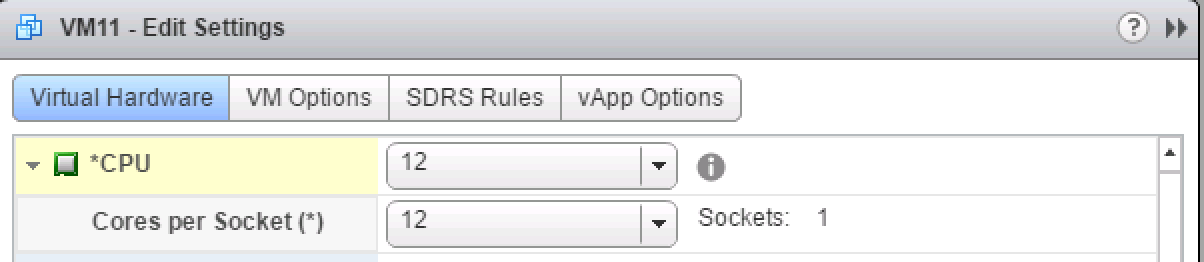 VM11 - Edit Settings ?
Virtual Hardware VM Options SDRS Rules vApp Options
*CPU 12 i
Cores per Socket (*) 12 Sockets: 1